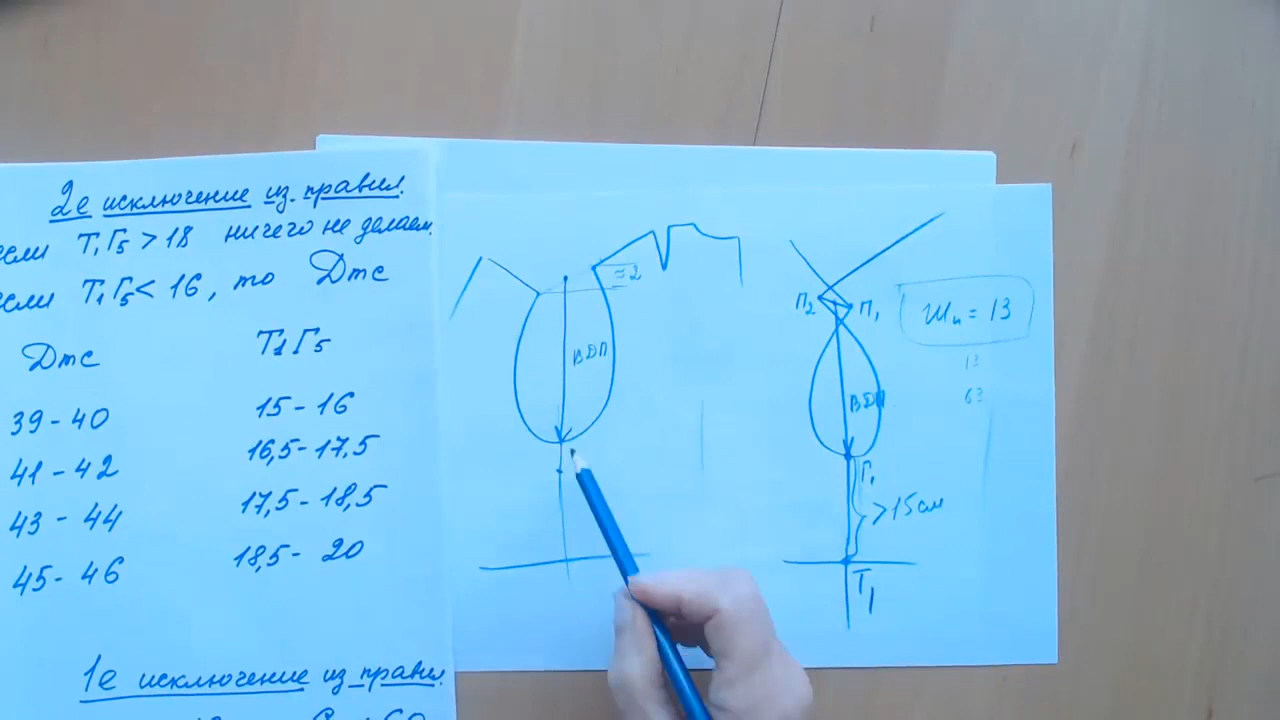 2е исключение из правил.
если Т₁Г₅ > 18 ничего не делаем.
если Т₁Г₅ < 16, то Дтс
Дтс Т₁Г₅
39-40 15-16
41-42 16,5-17,5
43-44 17,5-18,5
45-46 18,5-20
1е исключение из правил.
≈2
ВДП
П₂ П₁
Шп = 13
13
63
ВДП
Г₁
>15см
Т₁